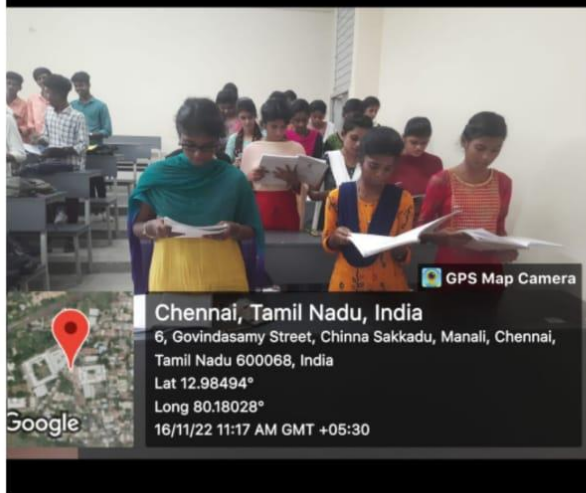 GPS Map Camera
Chennai, Tamil Nadu, India
6, Govindasamy Street, Chinna Sakkadu, Manali, Chennai,
Tamil Nadu 600068, India
Lat 12.98494°
Long 80.18028°
16/11/22 11:17 AM GMT +05:30
Google